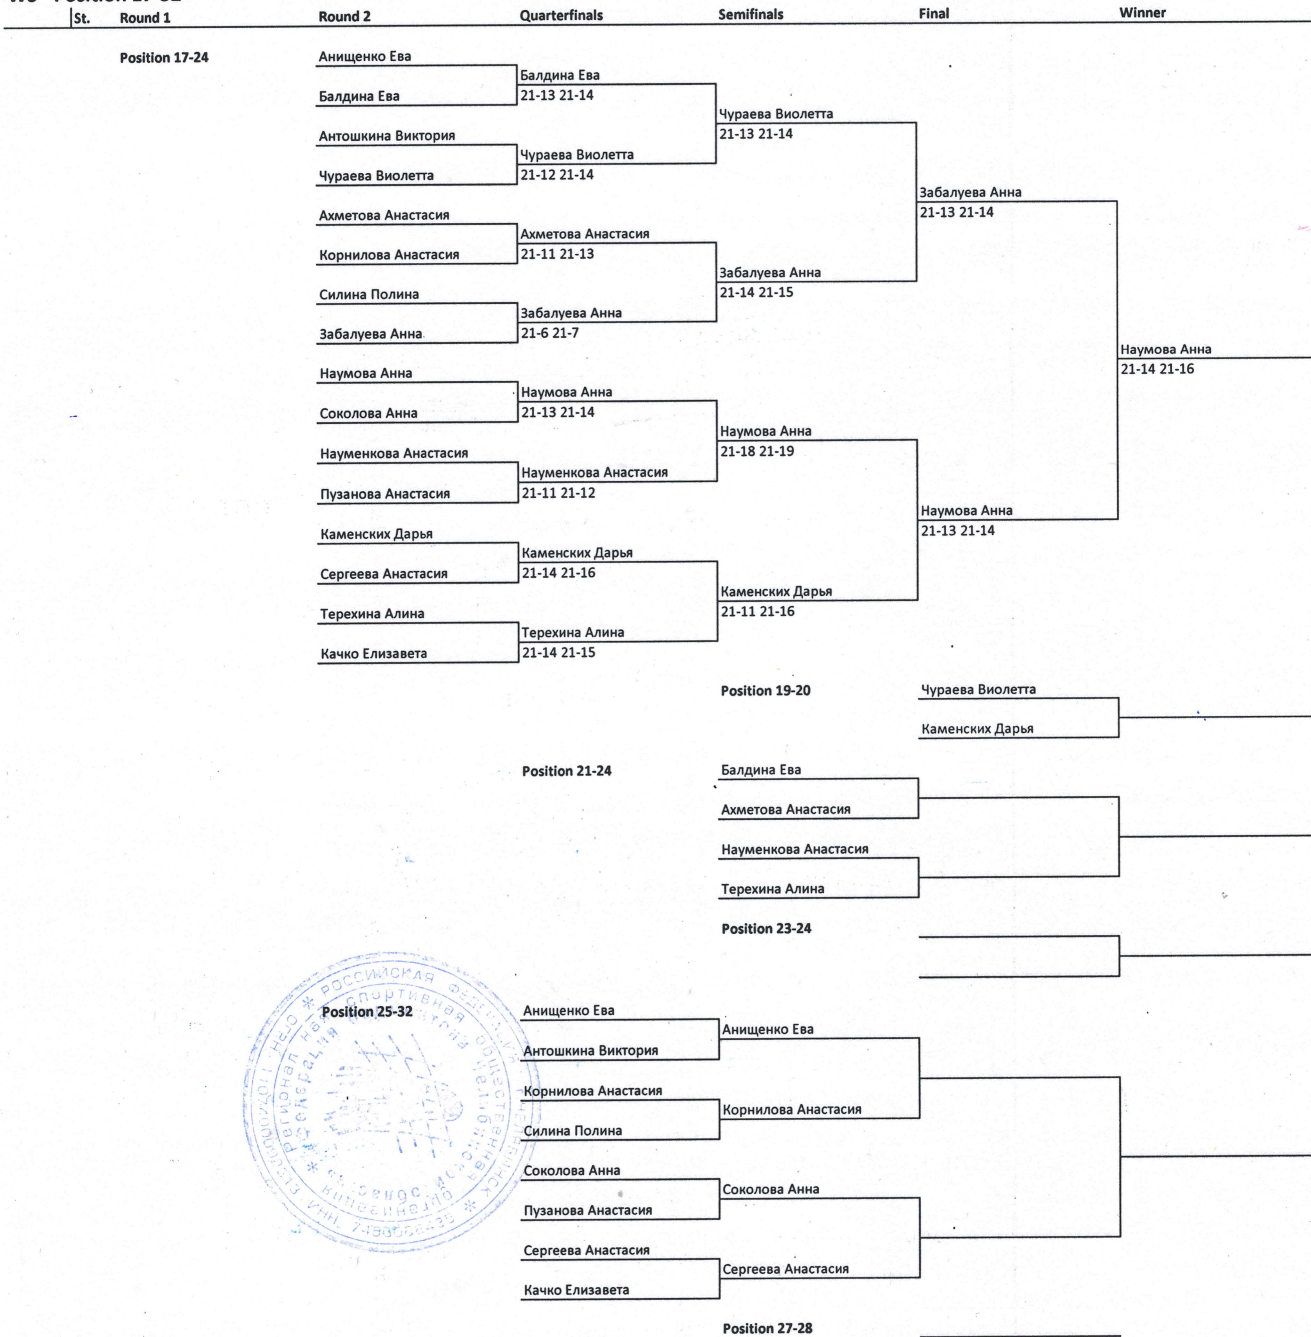 St. Round 1 Round 2 Quarterfinals Semifinals Final Winner
Position 17-24
Анищенко Ева
Балдина Ева
21-13 21-14
Балдина Ева
Чураева Виолетта
21-13 21-14
Антошкина Виктория
Чураева Виолетта
21-12 21-14
Чураева Виолетта
Забалуева Анна
21-13 21-14
Ахметова Анастасия
Ахметова Анастасия
21-11 21-13
Корнилова Анастасия
Забалуева Анна
21-14 21-15
Силина Полина
Забалуева Анна
21-6 21-7
Забалуева Анна
Наумова Анна
21-14 21-16
Наумова Анна
Наумова Анна
21-13 21-14
Соколова Анна
Наумова Анна
21-18 21-19
Науменкова Анастасия
Науменкова Анастасия
21-11 21-12
Пузанова Анастасия
Наумова Анна
21-13 21-14
Каменских Дарья
Каменских Дарья
21-14 21-16
Сергеева Анастасия
Каменских Дарья
21-11 21-16
Терехина Алина
Терехина Алина
21-14 21-15
Качко Елизавета
Position 19-20
Чураева Виолетта
Каменских Дарья
Position 21-24
Балдина Ева
Ахметова Анастасия
Науменкова Анастасия
Терехина Алина
Position 23-24
Position 25-32
Анищенко Ева
Анищенко Ева
Антошкина Виктория
Корнилова Анастасия
Корнилова Анастасия
Силина Полина
Соколова Анна
Соколова Анна
Пузанова Анастасия
Сергеева Анастасия
Сергеева Анастасия
Качко Елизавета
Position 27-28
РОССИЙСКАЯ ФЕДЕРАЦИЯ
спортивная общественная организация